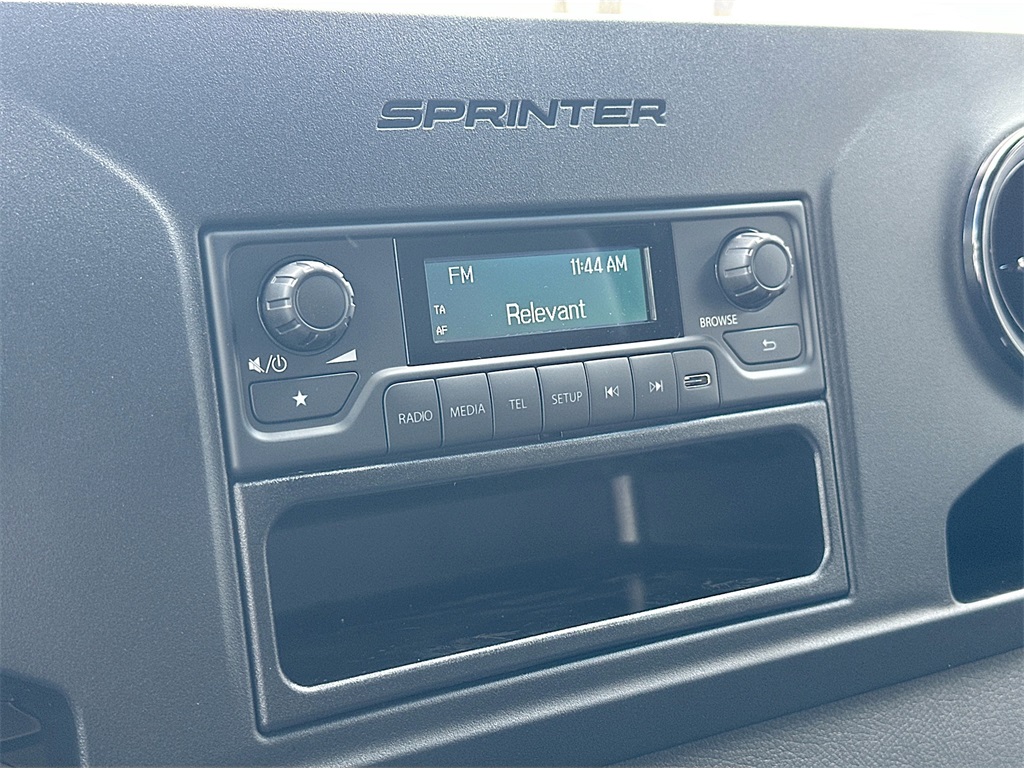 SPRINTER
FM 11:44 AM
TA
Relevant
AF
BROWSE
RADIO MEDIA TEL SETUP